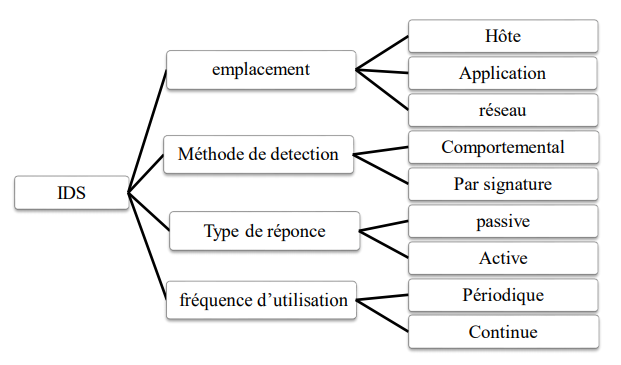 IDS
emplacement
Hôte
Application
réseau
Méthode de detection
Comportemental
Par signature
Type de réponce
passive
Active
fréquence d’utilisation
Périodique
Continue